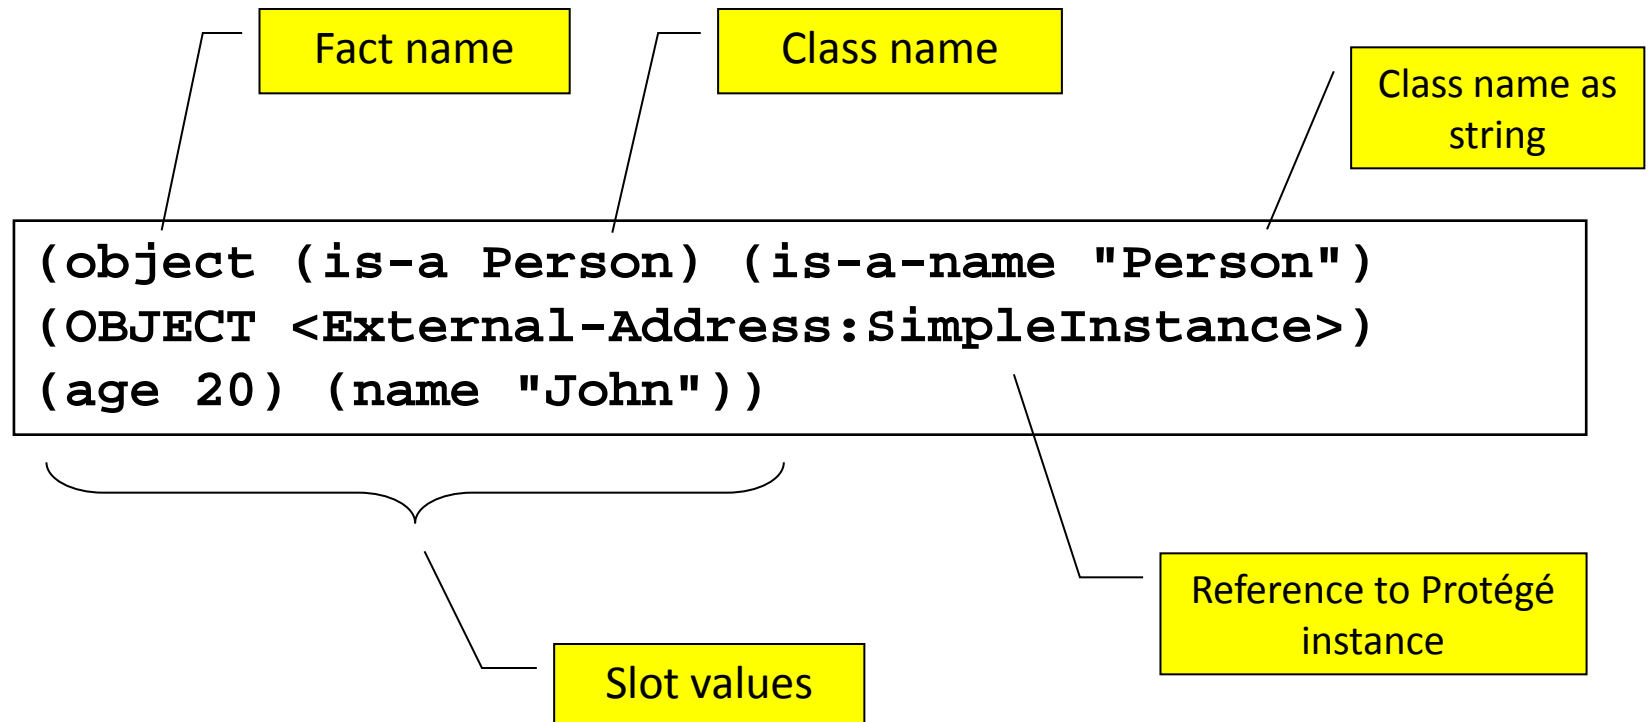 Fact name
Class name
Class name as
string
(object (is-a Person) (is-a-name "Person")
(OBJECT <External-Address:SimpleInstance>)
(age 20) (name "John"))
Reference to Protégé
instance
Slot values